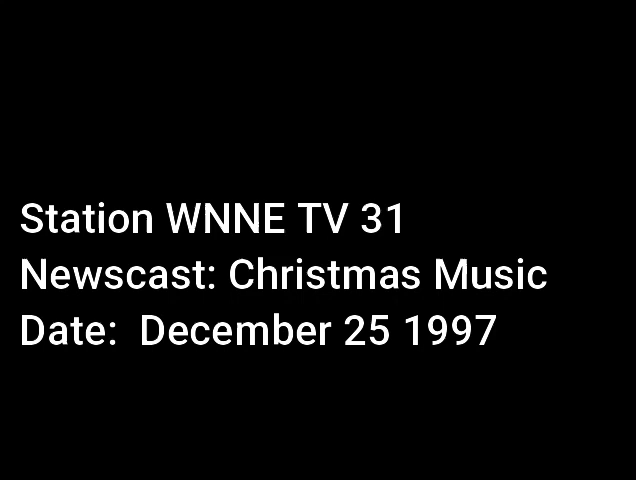 Station WNNE TV 31
Newscast: Christmas Music
Date:  December 25 1997